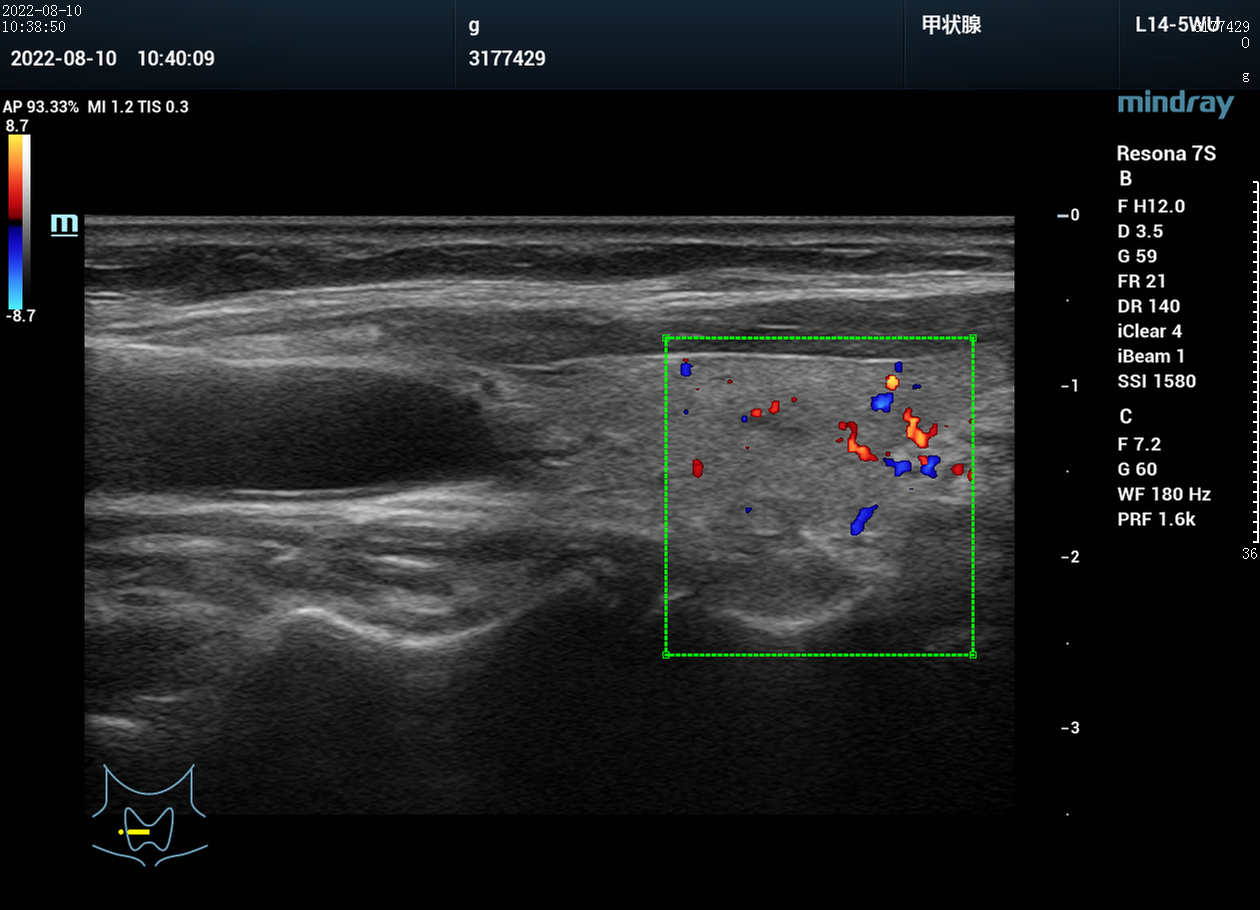 2022-08-10
10:38:50
2022-08-10 10:40:09
g
3177429
甲状腺
L14-5WU
3177429
0
g
AP 93.33% MI 1.2 TIS 0.3
8.7
-8.7
m
mindray
Resona 7S
B
F H12.0
D 3.5
G 59
FR 21
DR 140
iClear 4
iBeam 1
SSI 1580
C
F 7.2
G 60
WF 180 Hz
PRF 1.6k
0
-1
-2
-3
36